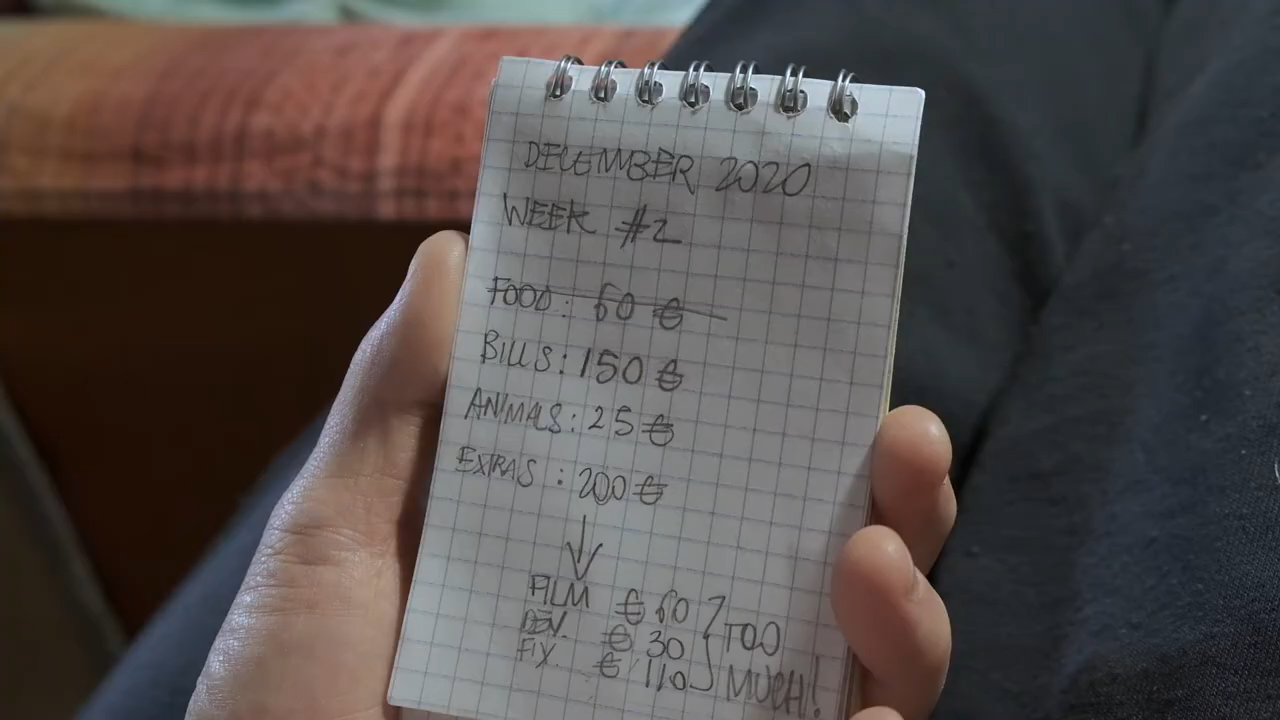 DECEMBER 2020
WEEK #2
FOOD: 60 €
BILLS: 150 €
ANIMALS: 25 €
EXTRAS: 200 €
FILM € 60
DEV. € 30
FIX. € 110
TOO
MUCH!